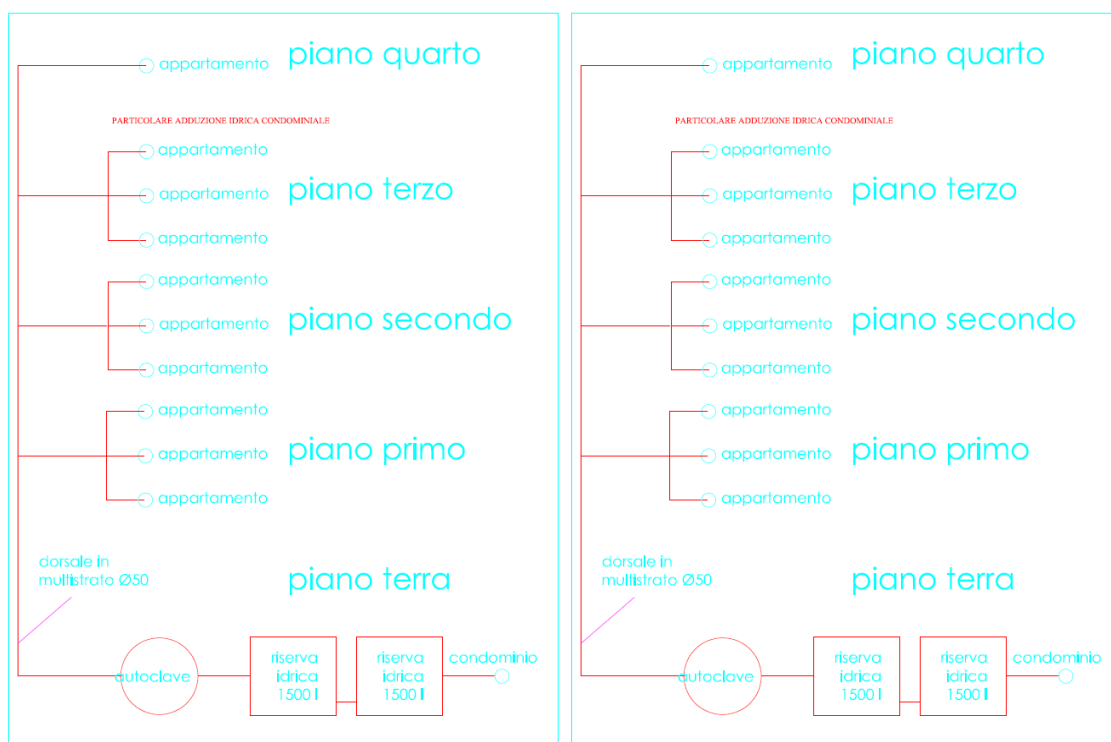 appartamento piano quarto
PARTICOLARE ADDUZIONE IDRICA CONDOMINIALE
appartamento
appartamento piano terzo
appartamento
appartamento
appartamento piano secondo
appartamento
appartamento
appartamento piano primo
appartamento
dorsale in
multistrato Ø50
piano terra
autoclave
riserva
idrica
1500 l
riserva
idrica
1500 l
condominio
appartamento piano quarto
PARTICOLARE ADDUZIONE IDRICA CONDOMINIALE
appartamento
appartamento piano terzo
appartamento
appartamento
appartamento piano secondo
appartamento
appartamento
appartamento piano primo
appartamento
dorsale in
multistrato Ø50
piano terra
autoclave
riserva
idrica
1500 l
riserva
idrica
1500 l
condominio